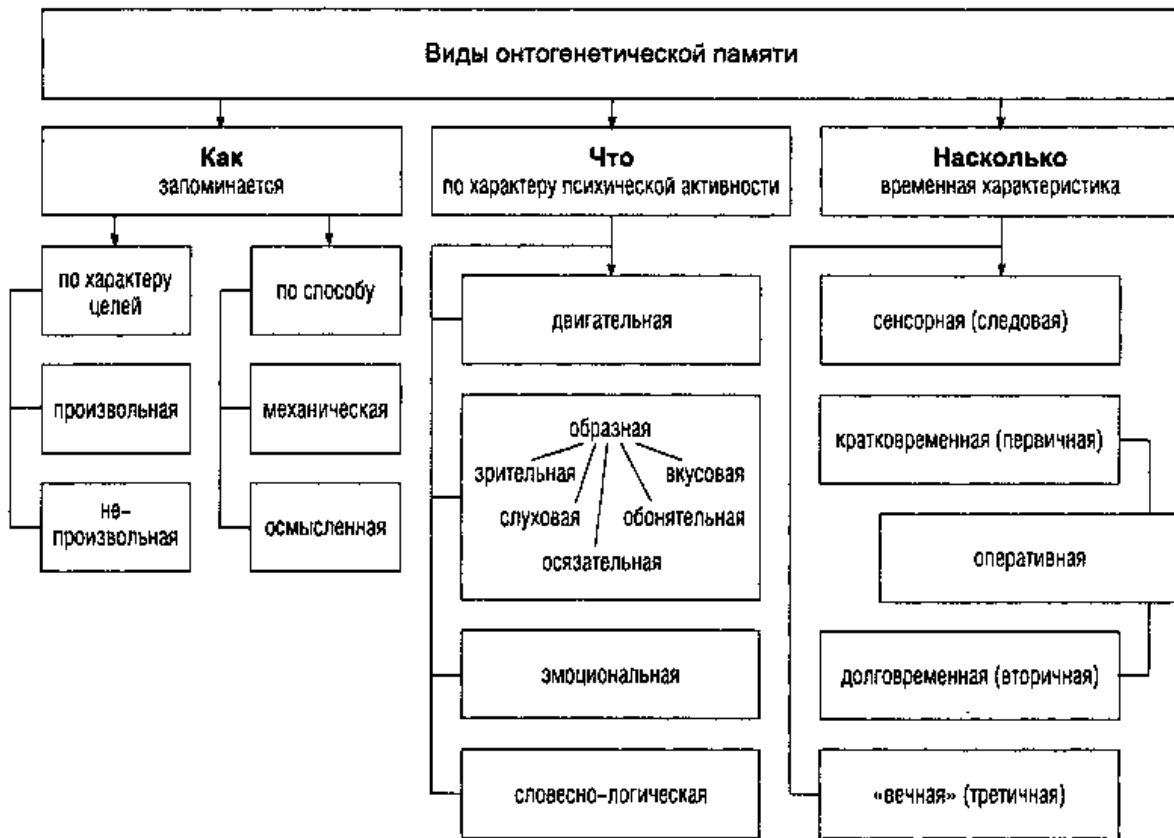 Виды онтогенетической памяти
Как
запоминается
по характеру
целей
произвольная
не-
произвольная
по способу
механическая
осмысленная
Что
по характеру психической активности
двигательная
образная
зрительная
вкусовая
слуховая
обонятельная
осязательная
эмоциональная
словесно-логическая
Насколько
временная характеристика
сенсорная (следовая)
кратковременная (первичная)
оперативная
долговременная (вторичная)
«вечная» (третичная)